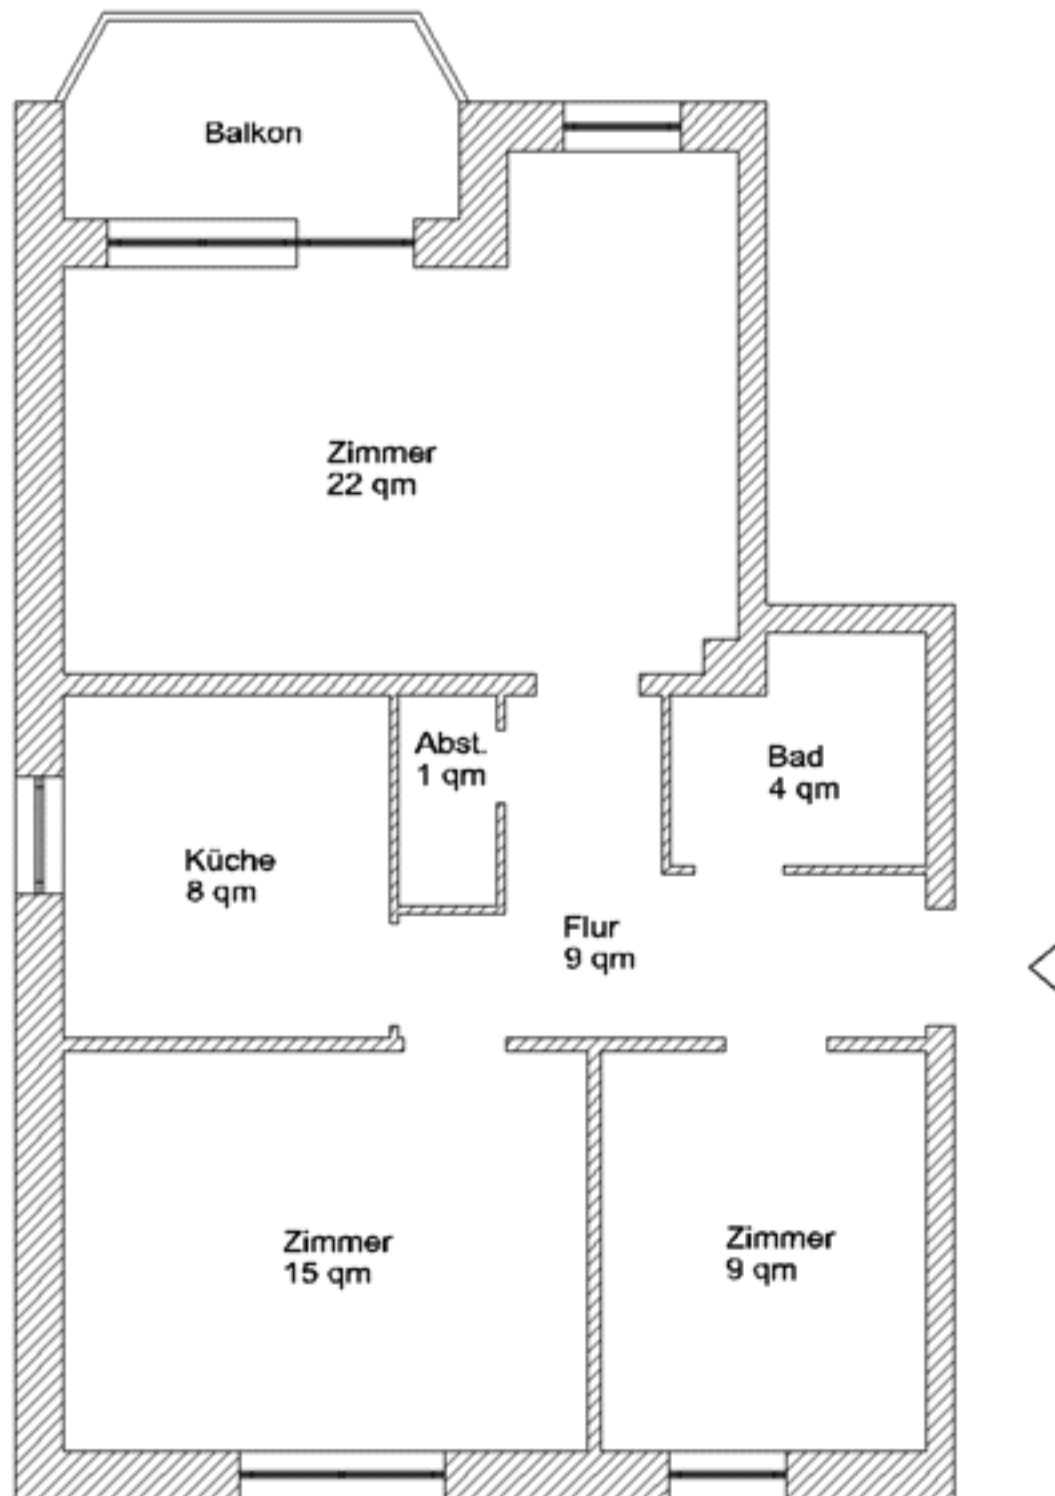 Balkon
Zimmer
22 qm
Abst.
1 qm
Bad
4 qm
Küche
8 qm
Flur
9 qm
Zimmer
15 qm
Zimmer
9 qm